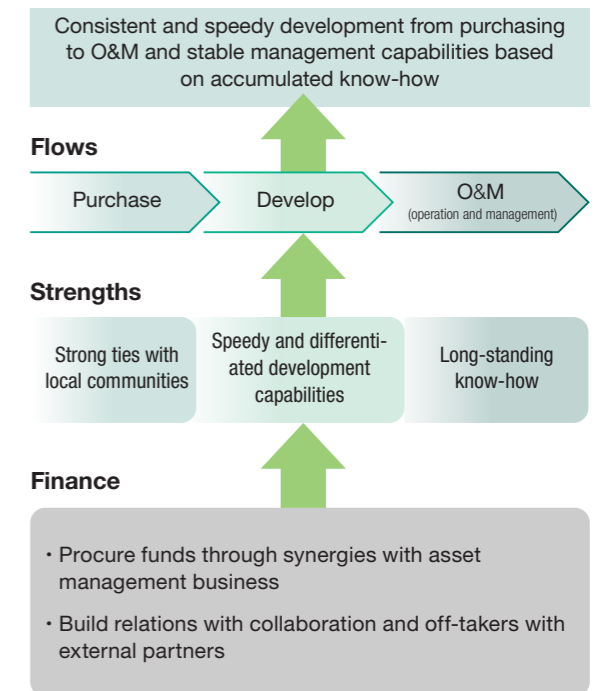 Consistent and speedy development from purchasing
to O&M and stable management capabilities based
on accumulated know-how
Flows
Purchase
Develop
O&M
(operation and management)
Strengths
Strong ties with
local communities
Speedy and differenti-
ated development
capabilities
Long-standing
know-how
Finance
・Procure funds through synergies with asset
management business
・Build relations with collaboration and off-takers with
external partners